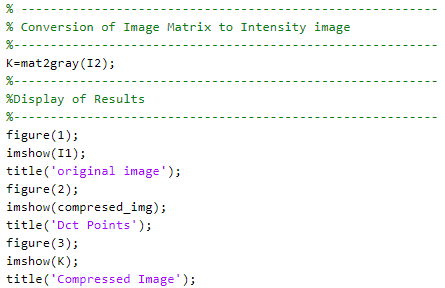 % ----------------------------------------------------------
% Conversion of Image Matrix to Intensity image
%-----------------------------------------------------------
K=mat2gray(I2);
%-----------------------------------------------------------
%Display of Results
%-----------------------------------------------------------
figure(1);
imshow(I1);
title('original image');
figure(2);
imshow(compresed_img);
title('Dct Points');
figure(3);
imshow(K);
title('Compressed Image');